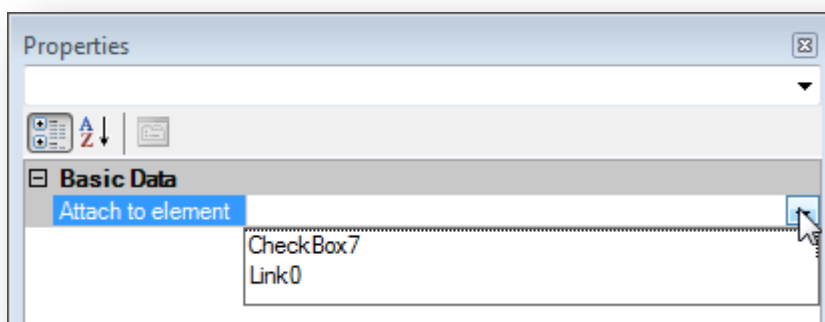 Properties
A
Z
Basic Data
Attach to element
CheckBox7
Link0